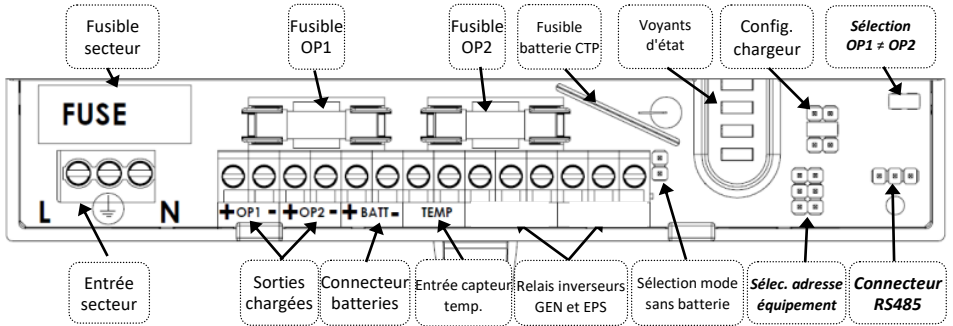 Fusible
secteur
Fusible
OP1
Fusible
OP2
Fusible
batterie CTP
Voyants
d'état
Config.
chargeur
Sélection
OP1 ≠ OP2
FUSE
L
N
+ OP1 -
+ OP2 -
+ BATT -
TEMP
Entrée
secteur
Sorties
chargées
Connecteur
batteries
Entrée capteur
temp.
Relais inverseurs
GEN et EPS
Sélection mode
sans batterie
Sélec. adresse
équipement
Connecteur
RS485